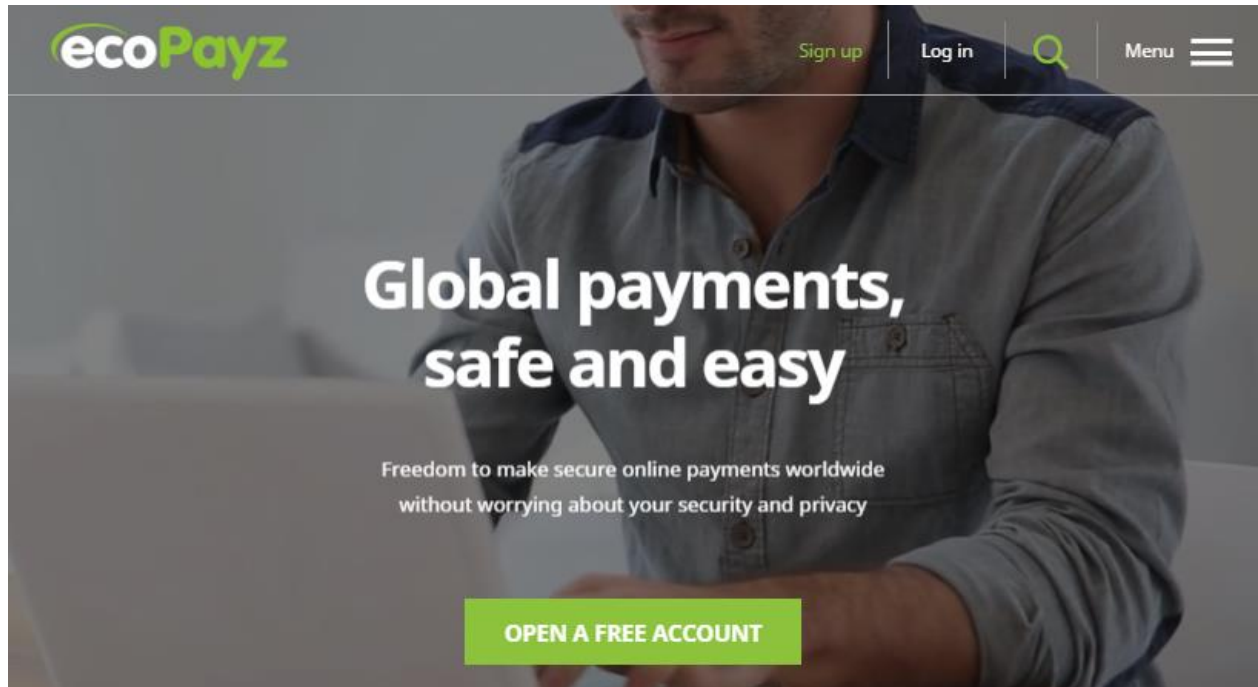 ecoPayz
Sign up
Log in
Menu
Global payments,
safe and easy
Freedom to make secure online payments worldwide
without worrying about your security and privacy
OPEN A FREE ACCOUNT